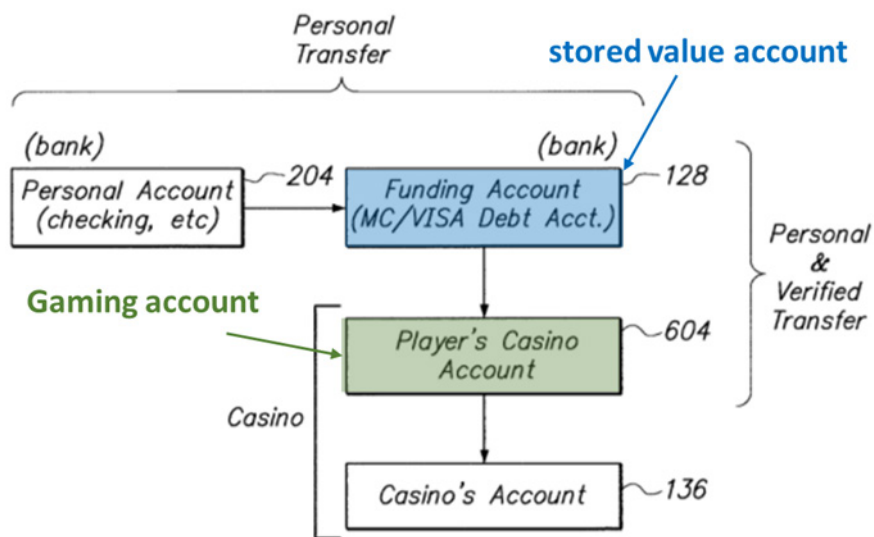 Personal
Transfer
stored value account
(bank)
(bank)
204
128
Personal Account
(checking, etc)
Funding Account
(MC/VISA Debt Acct.)
Personal
&
Verified
Transfer
Gaming account
604
Player's Casino
Account
Casino
136
Casino's Account